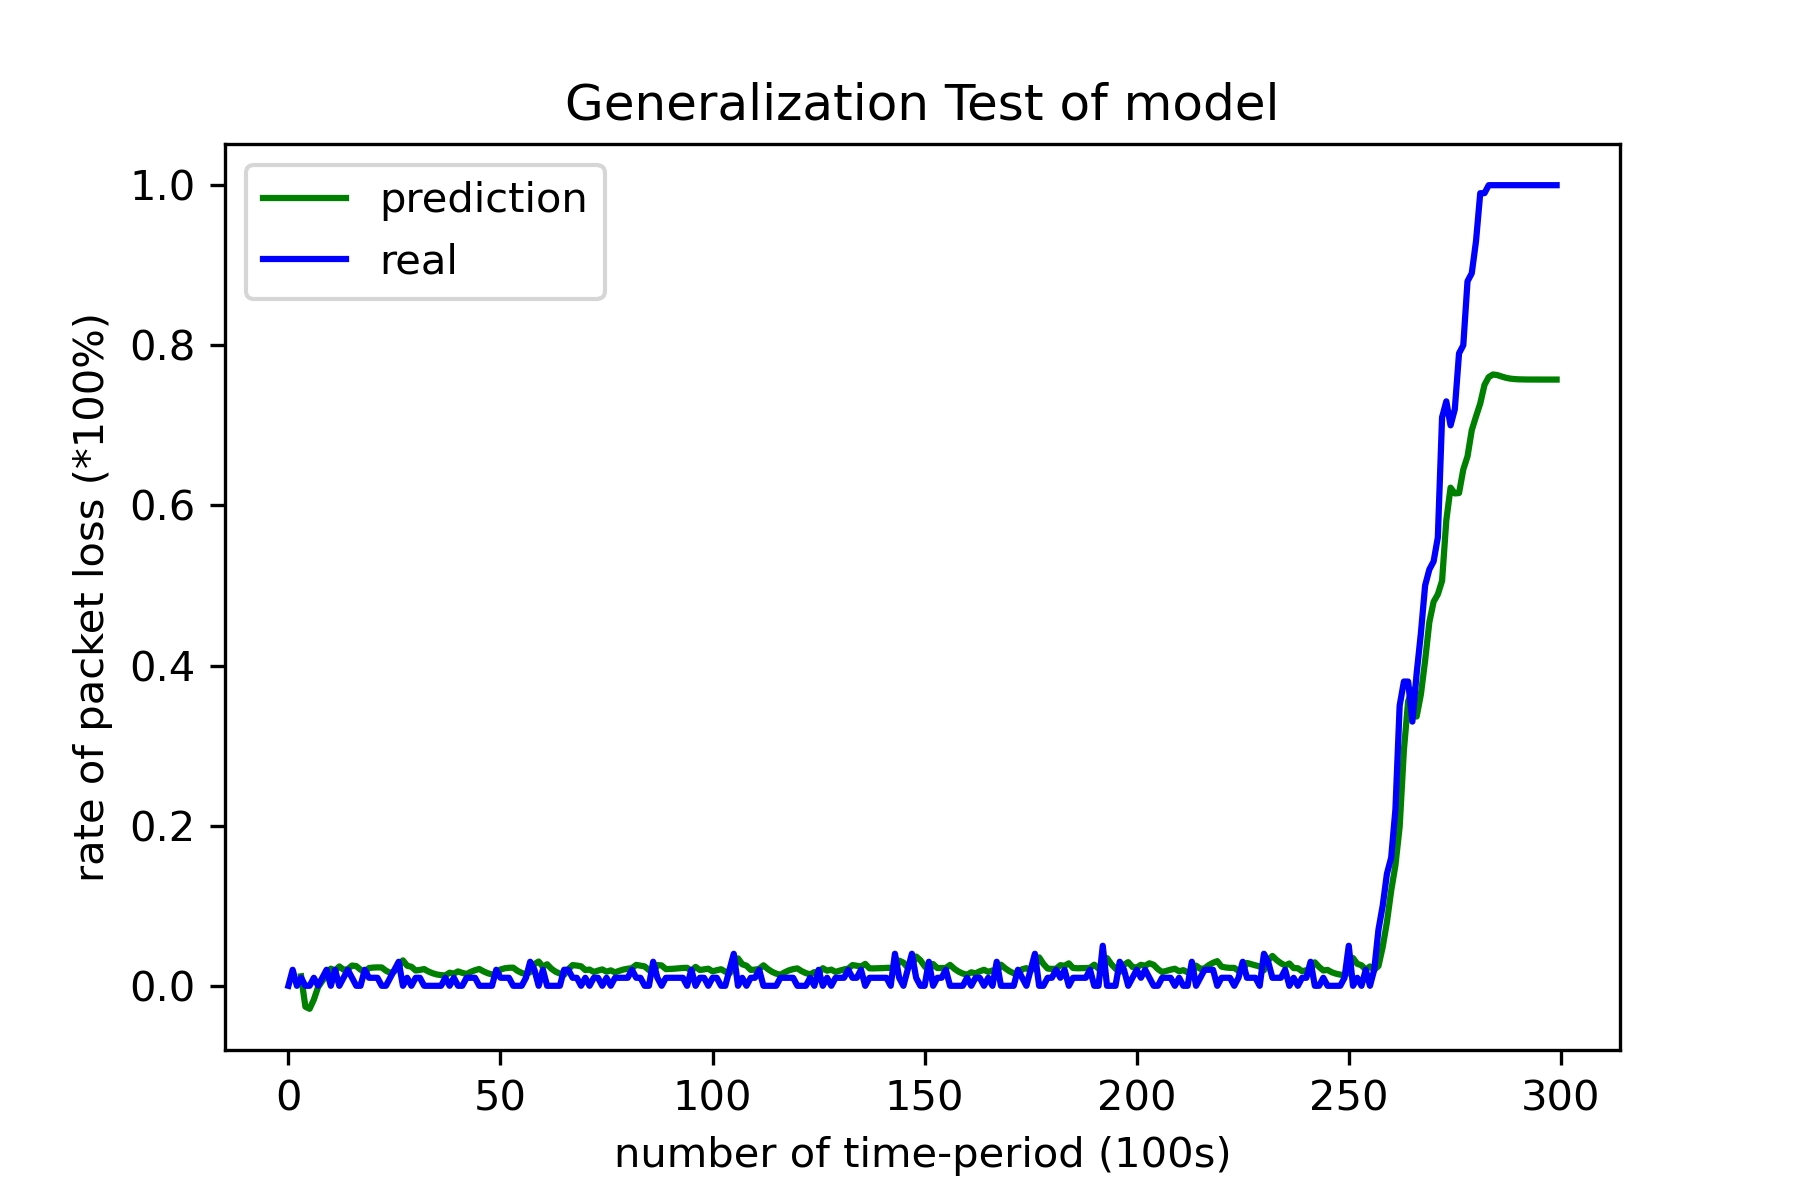 Generalization Test of model
prediction
real
rate of packet loss (*100%)
1.0
0.8
0.6
0.4
0.2
0.0
0 50 100 150 200 250 300
number of time-period (100s)